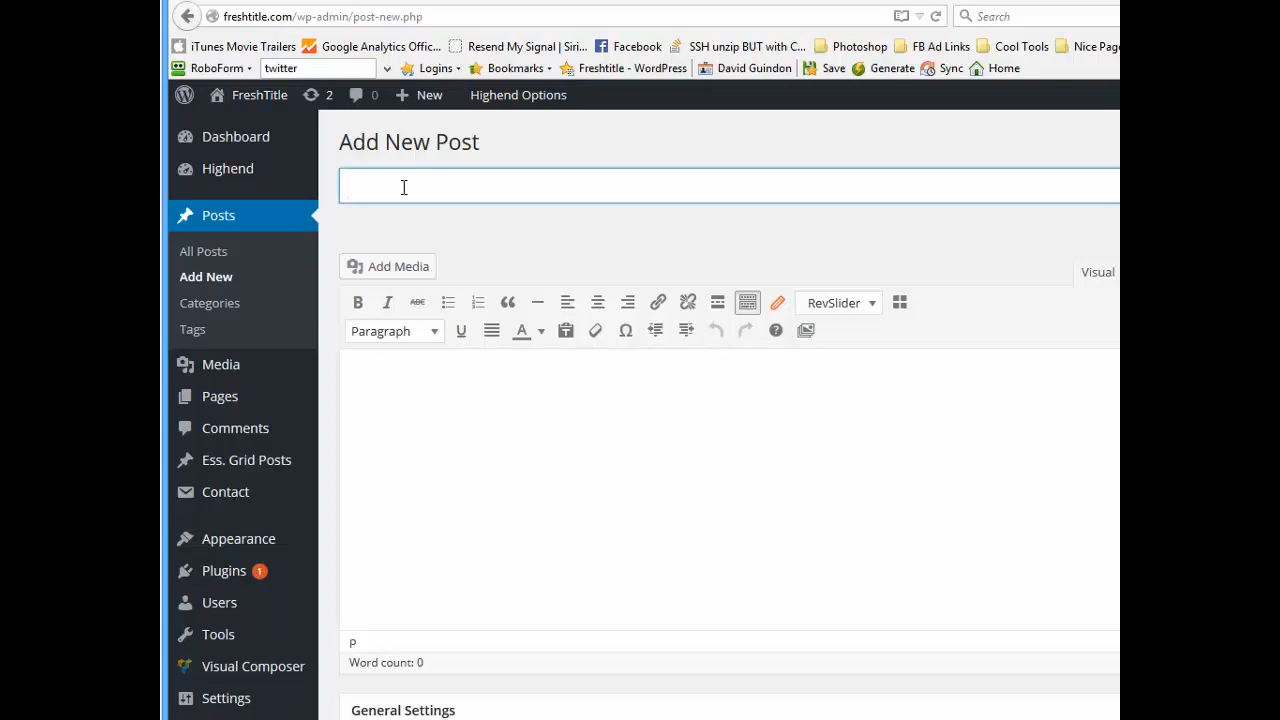 freshtitle.com/wp-admin/post-new.php
Search
iTunes Movie Trailers Google Analytics Offic... Resend My Signal | Siri... Facebook SSH unzip BUT with C... Photoshop FB Ad Links Cool Tools Nice Pag
RoboForm twitter Logins Bookmarks Freshtitle - WordPress David Guindon Save Generate Sync Home
FreshTitle 2 0 New Highend Options
Dashboard
Highend
Posts
All Posts
Add New
Categories
Tags
Media
Pages
Comments
Ess. Grid Posts
Contact
Appearance
Plugins 1
Users
Tools
Visual Composer
Settings
Add New Post
Add Media
Visual
B I ABC RevSlider
Paragraph U A Ω
p
Word count: 0
General Settings